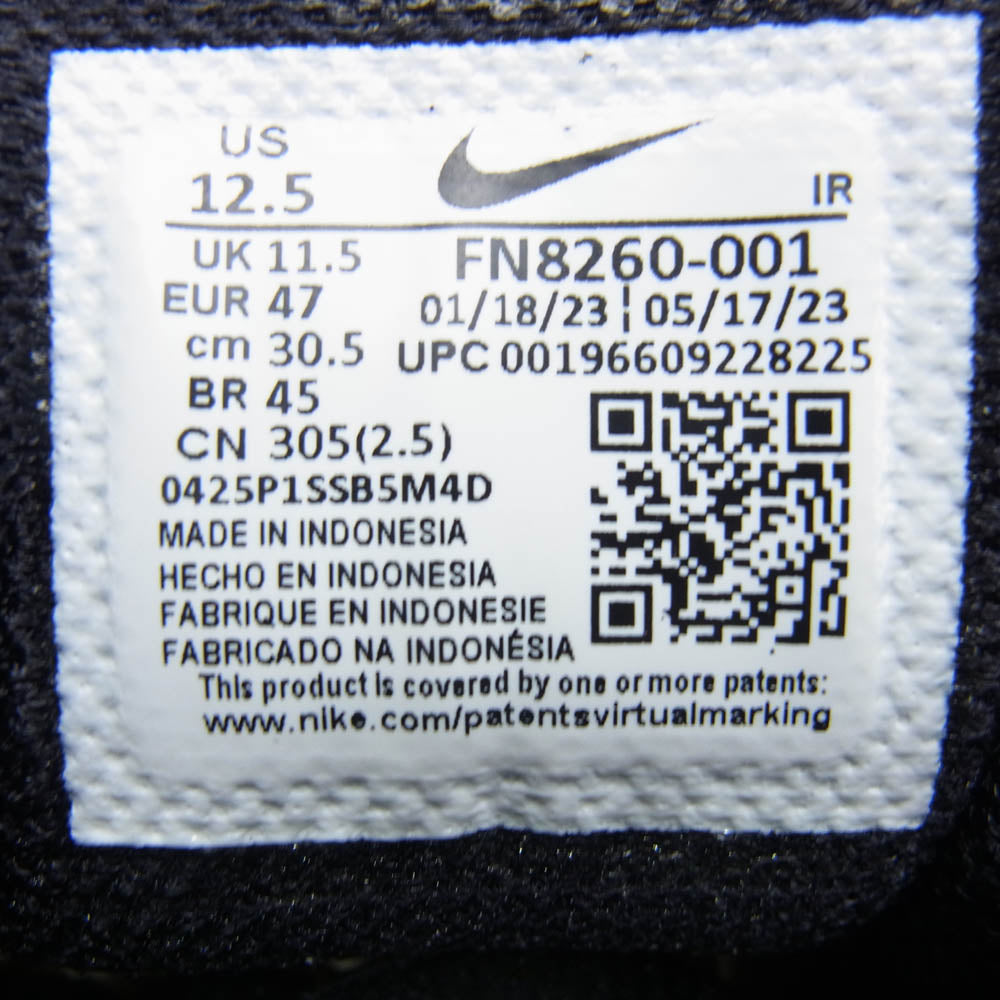 US
12.5
IR
UK 11.5
FN8260-001
EUR 47
01/18/23 ¦ 05/17/23
cm 30.5
UPC 00196609228225
BR 45
CN 305(2.5)
0425P1SSB5M4D
MADE IN INDONESIA
HECHO EN INDONESIA
FABRIQUE EN INDONESIE
FABRICADO NA INDONÉSIA
This product is covered by one or more patents:
www.nike.com/patentsvirtualmarking